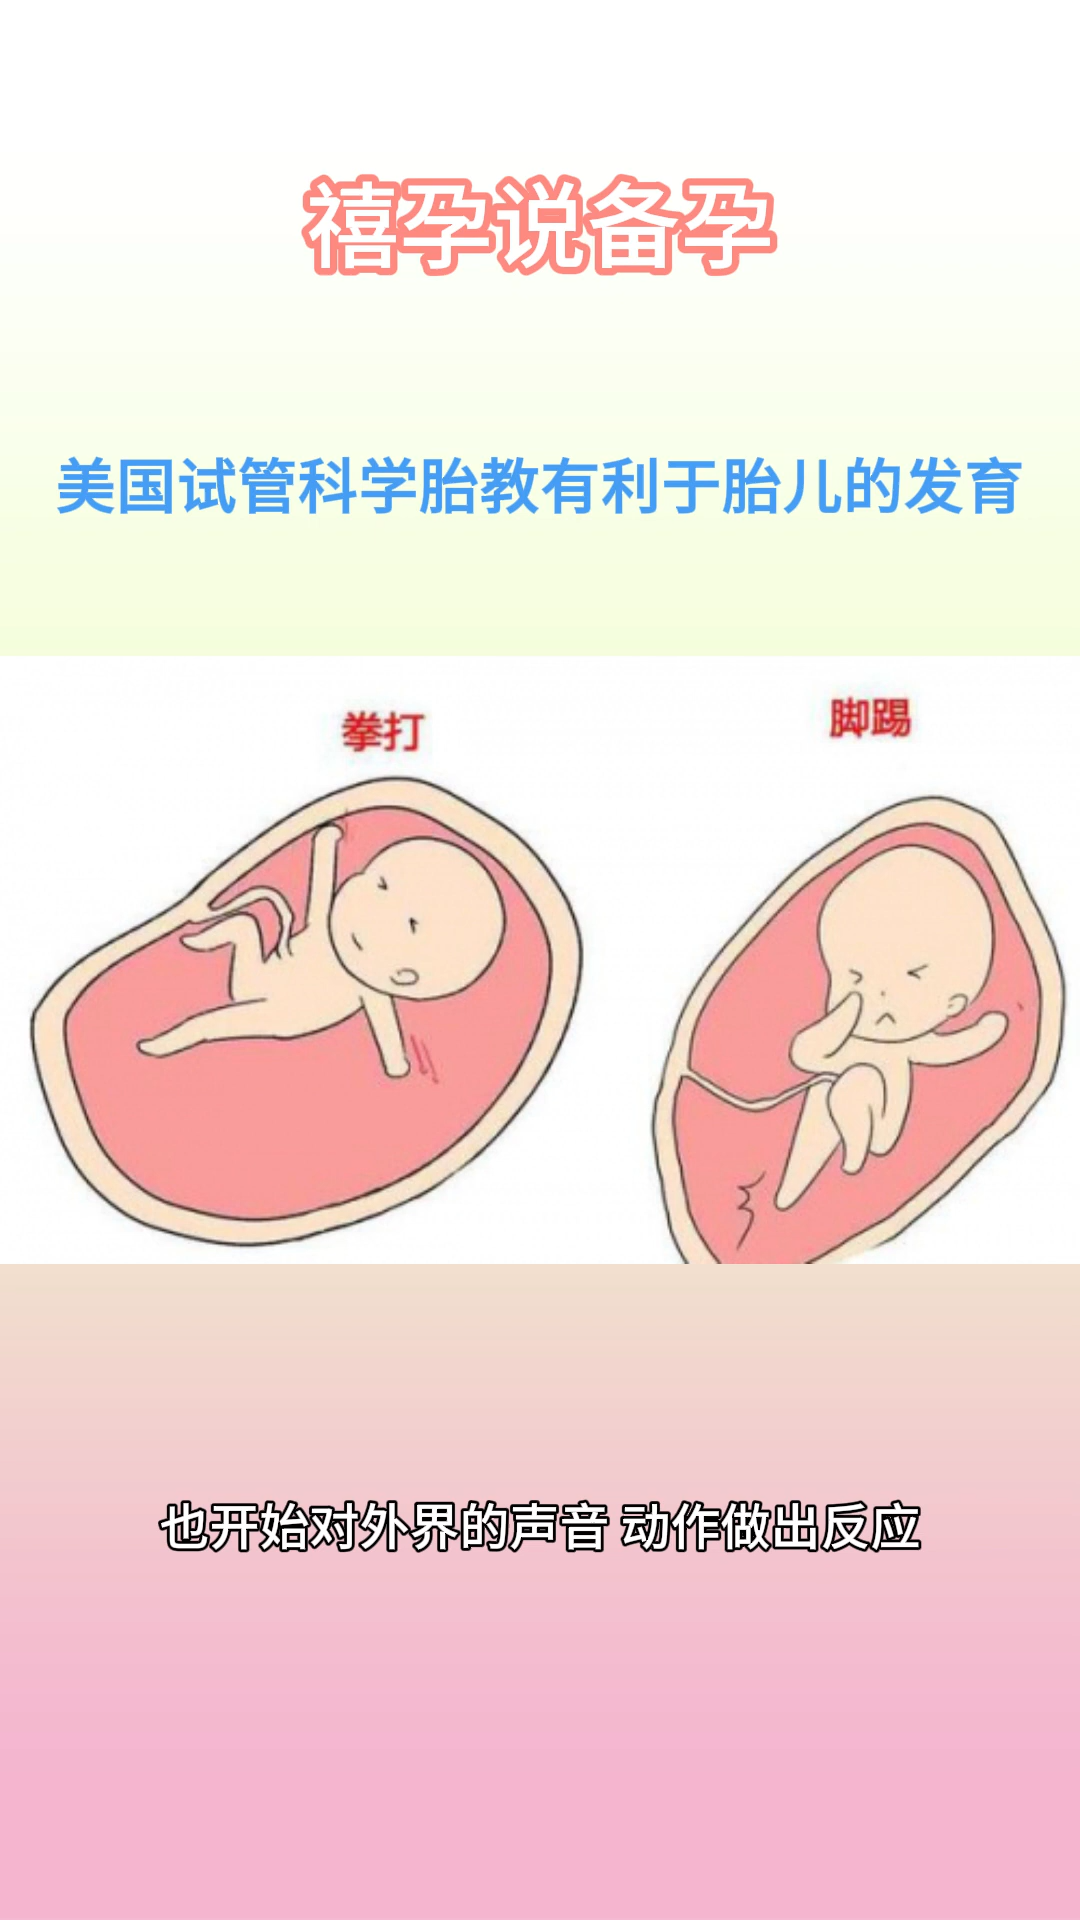 禧孕说备孕
美国试管科学胎教有利于胎儿的发育
拳打
脚踢
也开始对外界的声音 动作做出反应